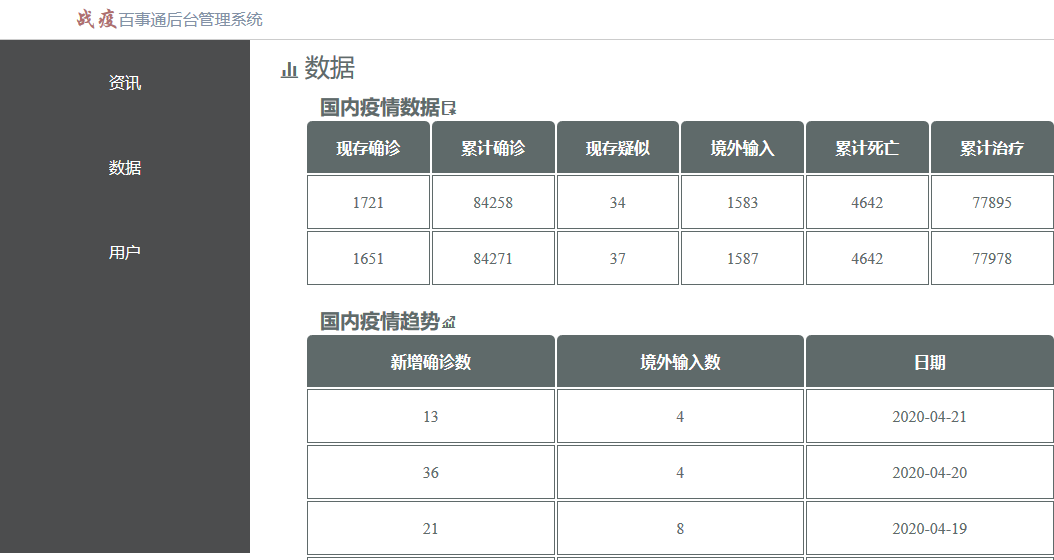 战疫百事通后台管理系统
资讯
数据
用户
数据
国内疫情数据
现存确诊 累计确诊 现存疑似 境外输入 累计死亡 累计治疗
1721 84258 34 1583 4642 77895
1651 84271 37 1587 4642 77978
国内疫情趋势
新增确诊数 境外输入数 日期
13 4 2020-04-21
36 4 2020-04-20
21 8 2020-04-19